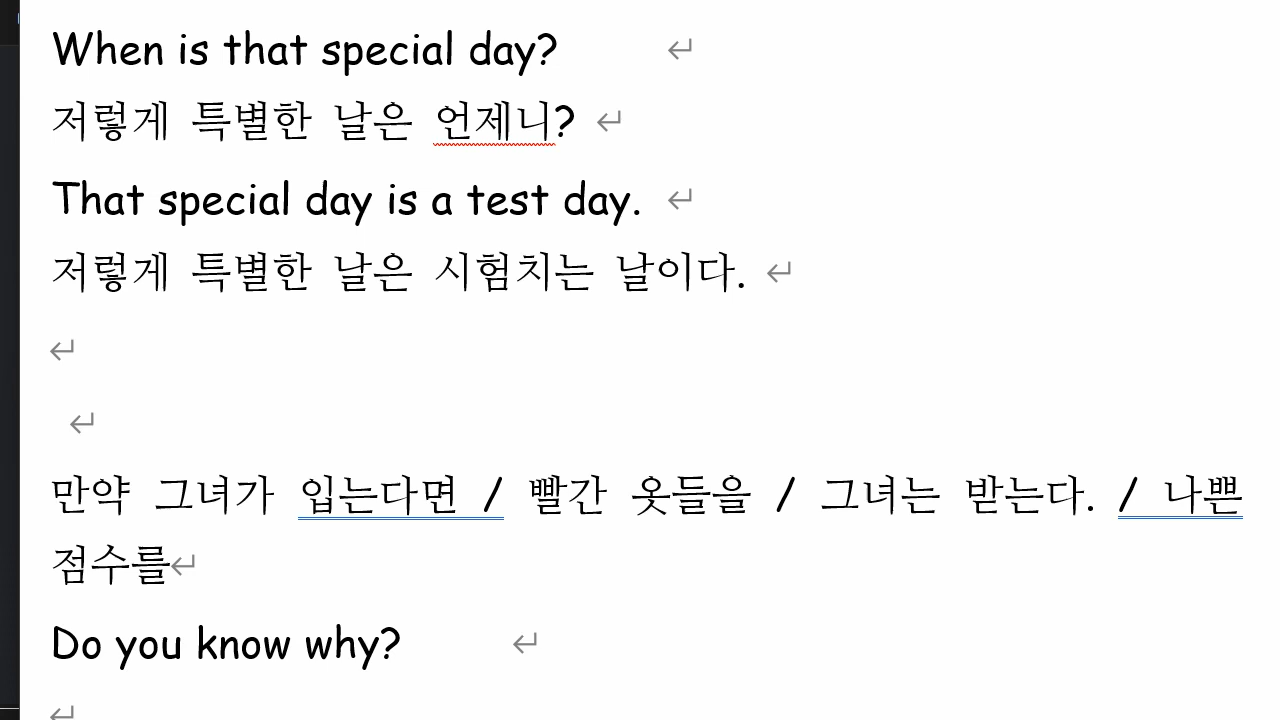 When is that special day?
저렇게 특별한 날은 언제니?
That special day is a test day.
저렇게 특별한 날은 시험치는 날이다.
만약 그녀가 입는다면 / 빨간 옷들을 / 그녀는 받는다. / 나쁜
점수를
Do you know why?